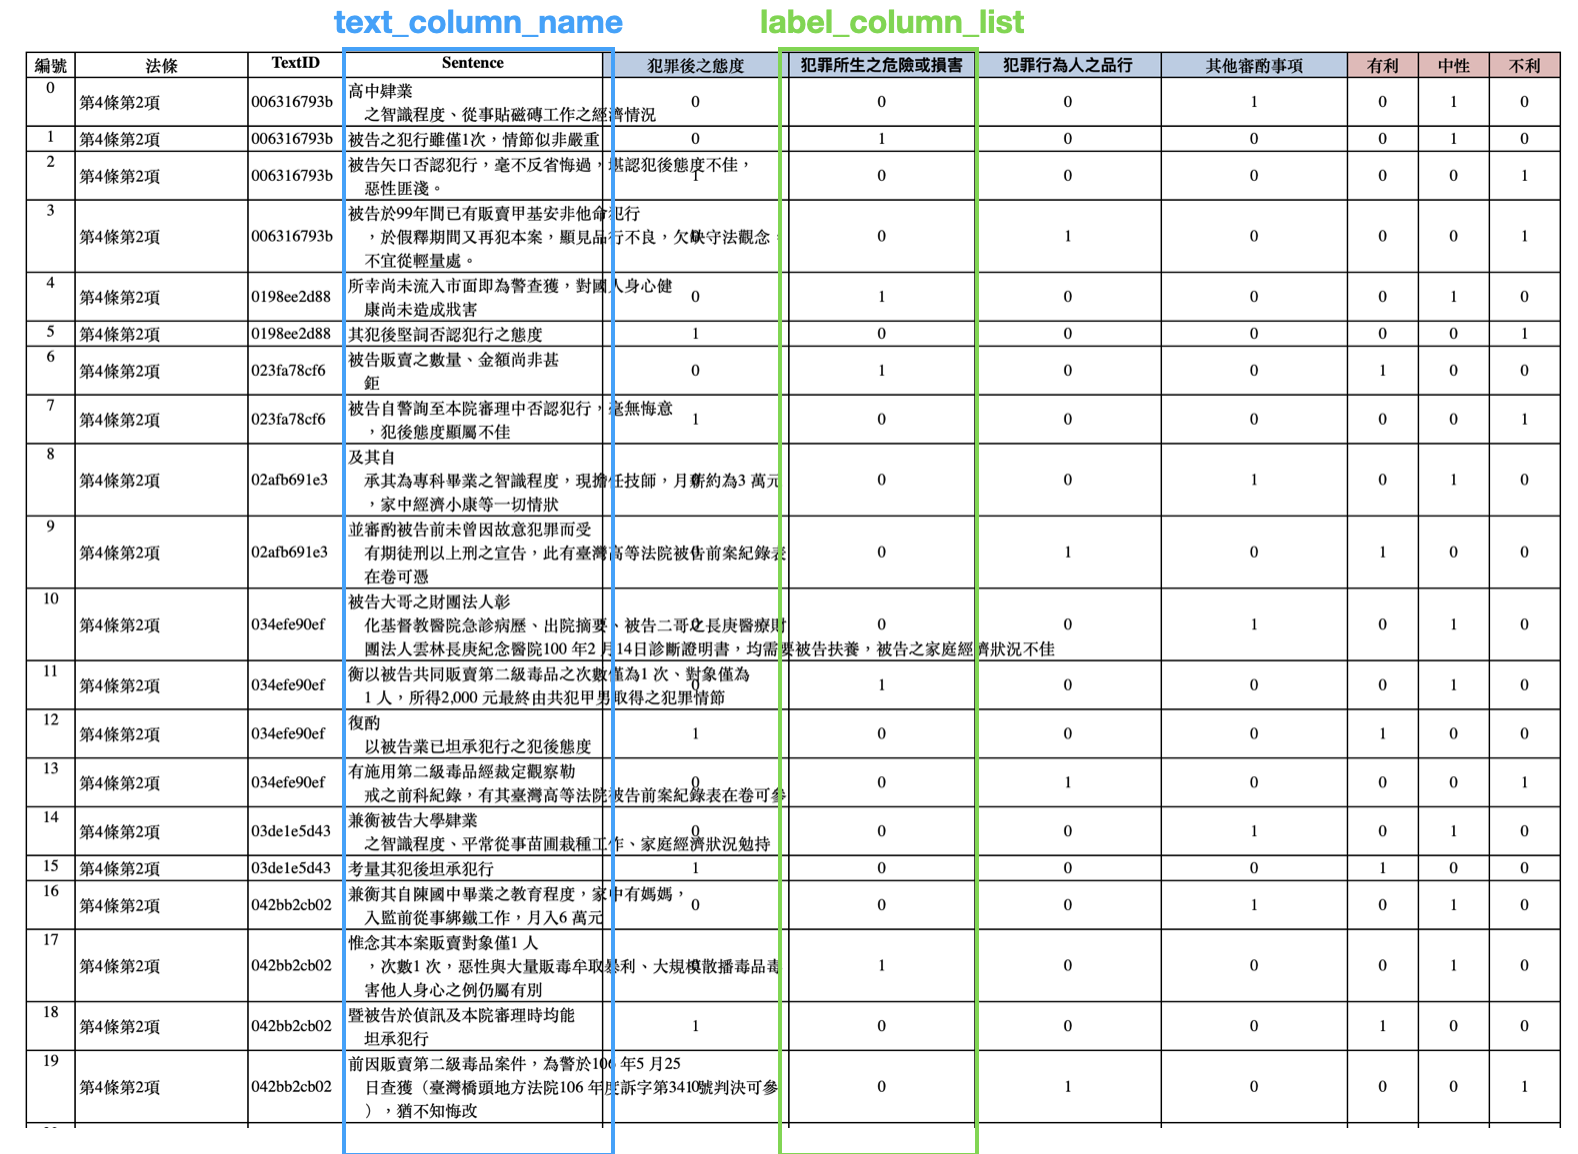 text_column_name label_column_list
編號 法條 TextID Sentence 犯罪後之態度 犯罪所生之危險或損害 犯罪行為人之品行 其他審酌事項 有利 中性 不利
0 第4條第2項 006316793b 高中肄業 0 0 0 1 0 1 0
之智識程度、從事貼磁磚工作之經濟情況
1 第4條第2項 006316793b 被告之犯行雖僅1次，情節似非嚴重 0 1 0 0 0 1 0
2 第4條第2項 006316793b 被告矢口否認犯行，毫不反省悔過，堪認犯後態度不佳， 1 0 0 0 0 0 1
惡性匪淺。
3 第4條第2項 006316793b 被告於99年間已有販賣甲基安非他命犯行 0 0 1 0 0 0 1
，於假釋期間又再犯本案，顯見品行不良，欠缺守法觀念，
不宜從輕量處。
4 第4條第2項 0198ee2d88 所幸尚未流入市面即為警查獲，對國人身心健 0 1 0 0 0 1 0
康尚未造成戕害
5 第4條第2項 0198ee2d88 其犯後堅詞否認犯行之態度 1 0 0 0 0 0 1
6 第4條第2項 023fa78cf6 被告販賣之數量、金額尚非甚 0 1 0 0 1 0 0
鉅
7 第4條第2項 023fa78cf6 被告自警詢至本院審理中否認犯行，毫無悔意 1 0 0 0 0 0 1
，犯後態度顯屬不佳
8 第4條第2項 02afb691e3 及其自 0 0 0 1 0 1 0
承其為專科畢業之智識程度，現擔任技師，月薪約為3 萬元
，家中經濟小康等一切情狀
9 第4條第2項 02afb691e3 並審酌被告前未曾因故意犯罪而受 0 0 1 0 1 0 0
有期徒刑以上刑之宣告，此有臺灣高等法院被告前案紀錄表
在卷可憑
10 第4條第2項 034efe90ef 被告大哥之財團法人彰 0 0 0 1 0 1 0
化基督教醫院急診病歷、出院摘要、被告二哥之長庚醫療財
團法人雲林長庚紀念醫院100 年2 月14日診斷證明書，均需要被告扶養，被告之家庭經濟狀況不佳
11 第4條第2項 034efe90ef 衡以被告共同販賣第二級毒品之次數僅為1 次、對象僅為 0 1 0 0 0 1 0
1 人，所得2,000 元最終由共犯甲男取得之犯罪情節
12 第4條第2項 034efe90ef 復酌 1 0 0 0 1 0 0
以被告業已坦承犯行之犯後態度
13 第4條第2項 034efe90ef 有施用第二級毒品經裁定觀察勒 0 0 1 0 0 0 1
戒之前科紀錄，有其臺灣高等法院被告前案紀錄表在卷可參
14 第4條第2項 03de1e5d43 兼衡被告大學肄業 0 0 0 1 0 1 0
之智識程度、平常從事苗圃栽種工作、家庭經濟狀況勉持
15 第4條第2項 03de1e5d43 考量其犯後坦承犯行 1 0 0 0 1 0 0
16 第4條第2項 042bb2cb02 兼衡其自陳國中畢業之教育程度，家中有媽媽， 0 0 0 1 0 1 0
入監前從事綁鐵工作，月入6 萬元
17 第4條第2項 042bb2cb02 惟念其本案販賣對象僅1 人 0 1 0 0 0 1 0
，次數1 次，惡性與大量販毒牟取暴利、大規模散播毒品毒
害他人身心之例仍屬有別
18 第4條第2項 042bb2cb02 暨被告於偵訊及本院審理時均能 1 0 0 0 1 0 0
坦承犯行
19 第4條第2項 042bb2cb02 前因販賣第二級毒品案件，為警於106 年5 月25 0 0 1 0 0 0 1
日查獲（臺灣橋頭地方法院106 年度訴字第341號判決可參
），猶不知悔改